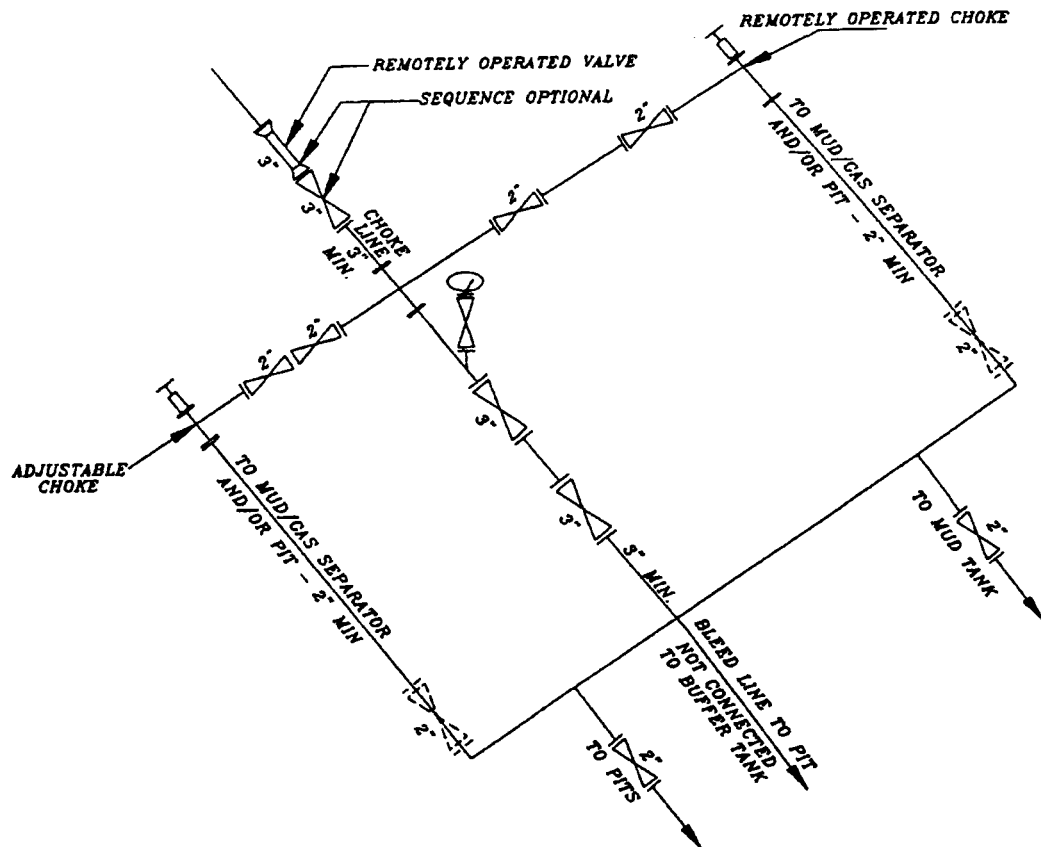 REMOTELY OPERATED CHOKE
REMOTELY OPERATED VALVE
SEQUENCE OPTIONAL
3"
3"
CHOKE
LINE
3"
MIN.
2"
2"
TO MUD/GAS SEPARATOR
AND/OR PIT - 2" MIN
2"
2"
2"
3"
3"
3" MIN.
ADJUSTABLE
CHOKE
TO MUD/GAS SEPARATOR
AND/OR PIT - 2" MIN
2"
2"
TO MUD TANK
BLEED LINE TO PIT
NOT CONNECTED
TO BUFFER TANK
2"
TO PITS